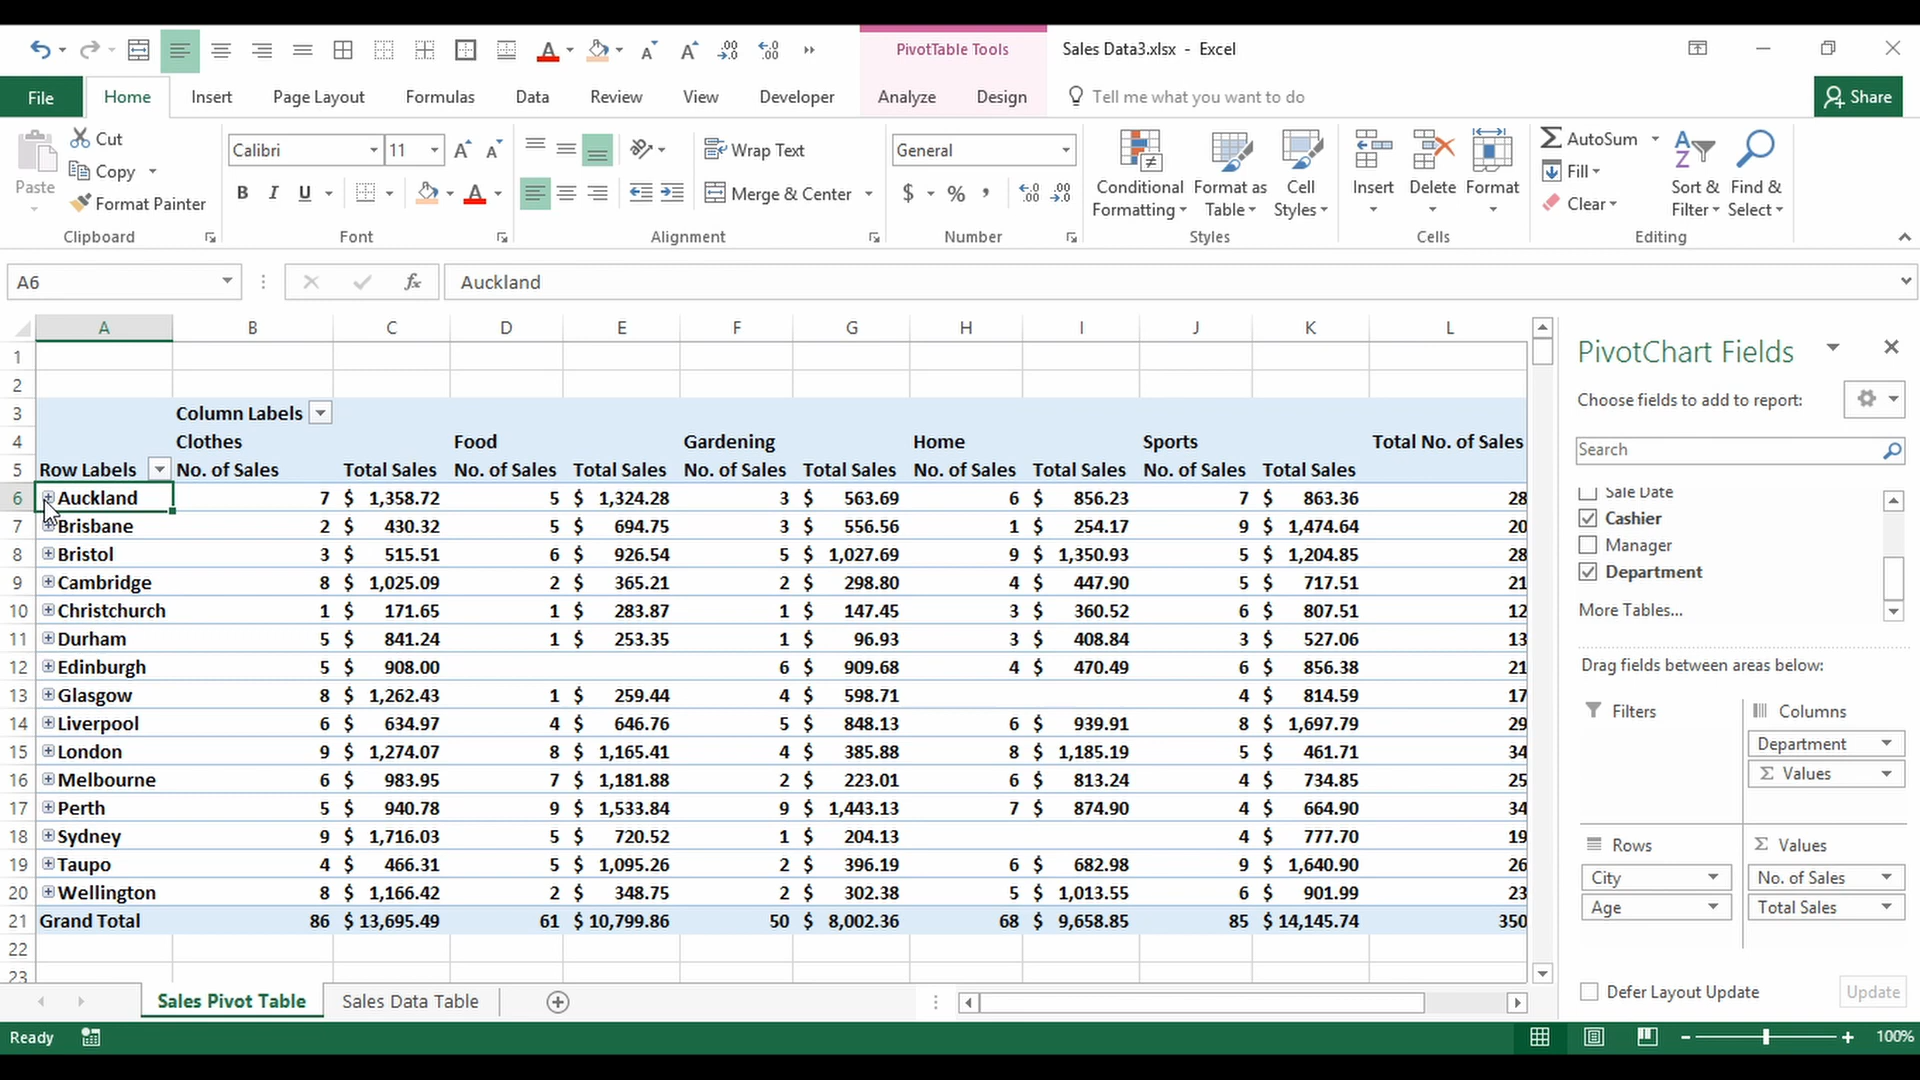 PivotTable Tools
Sales Data3.xlsx - Excel
File
Home
Insert
Page Layout
Formulas
Data
Review
View
Developer
Analyze
Design
Tell me what you want to do
Share
Paste
Cut
Copy
Format Painter
Clipboard
Calibri
11
B I U
Font
Wrap Text
Merge & Center
Alignment
General
$ % ,
Number
Conditional Formatting
Format as Table
Cell Styles
Styles
Insert
Delete
Format
Cells
AutoSum
Fill
Clear
Sort & Filter
Find & Select
Editing
A6
fx
Auckland
A B C D E F G H I J K L
1
2
3 Column Labels
4 Clothes Food Gardening Home Sports Total No. of Sales
5 Row Labels No. of Sales Total Sales No. of Sales Total Sales No. of Sales Total Sales No. of Sales Total Sales No. of Sales Total Sales
6 Auckland 7 $ 1,358.72 5 $ 1,324.28 3 $ 563.69 6 $ 856.23 7 $ 863.36 28
7 Brisbane 2 $ 430.32 5 $ 694.75 3 $ 556.56 1 $ 254.17 9 $ 1,474.64 20
8 Bristol 3 $ 515.51 6 $ 926.54 5 $ 1,027.69 9 $ 1,350.93 5 $ 1,204.85 28
9 Cambridge 8 $ 1,025.09 2 $ 365.21 2 $ 298.80 4 $ 447.90 5 $ 717.51 21
10 Christchurch 1 $ 171.65 1 $ 283.87 1 $ 147.45 3 $ 360.52 6 $ 807.51 12
11 Durham 5 $ 841.24 1 $ 253.35 1 $ 96.93 3 $ 408.84 3 $ 527.06 13
12 Edinburgh 5 $ 908.00 6 $ 909.68 4 $ 470.49 6 $ 856.38 21
13 Glasgow 8 $ 1,262.43 1 $ 259.44 4 $ 598.71 4 $ 814.59 17
14 Liverpool 6 $ 634.97 4 $ 646.76 5 $ 848.13 6 $ 939.91 8 $ 1,697.79 29
15 London 9 $ 1,274.07 8 $ 1,165.41 4 $ 385.88 8 $ 1,185.19 5 $ 461.71 34
16 Melbourne 6 $ 983.95 7 $ 1,181.88 2 $ 223.01 6 $ 813.24 4 $ 734.85 25
17 Perth 5 $ 940.78 9 $ 1,533.84 9 $ 1,443.13 7 $ 874.90 4 $ 664.90 34
18 Sydney 9 $ 1,716.03 5 $ 720.52 1 $ 204.13 4 $ 777.70 19
19 Taupo 4 $ 466.31 5 $ 1,095.26 2 $ 396.19 6 $ 682.98 9 $ 1,640.90 26
20 Wellington 8 $ 1,166.42 2 $ 348.75 2 $ 302.38 5 $ 1,013.55 6 $ 901.99 23
21 Grand Total 86 $ 13,695.49 61 $ 10,799.86 50 $ 8,002.36 68 $ 9,658.85 85 $ 14,145.74 350
22
23
PivotChart Fields
Choose fields to add to report:
Search
Sale Date
Cashier
Manager
Department
More Tables...
Drag fields between areas below:
Filters
Columns
Department
Σ Values
Rows
City
Age
Σ Values
No. of Sales
Total Sales
Defer Layout Update
Update
Sales Pivot Table
Sales Data Table
Ready
100%